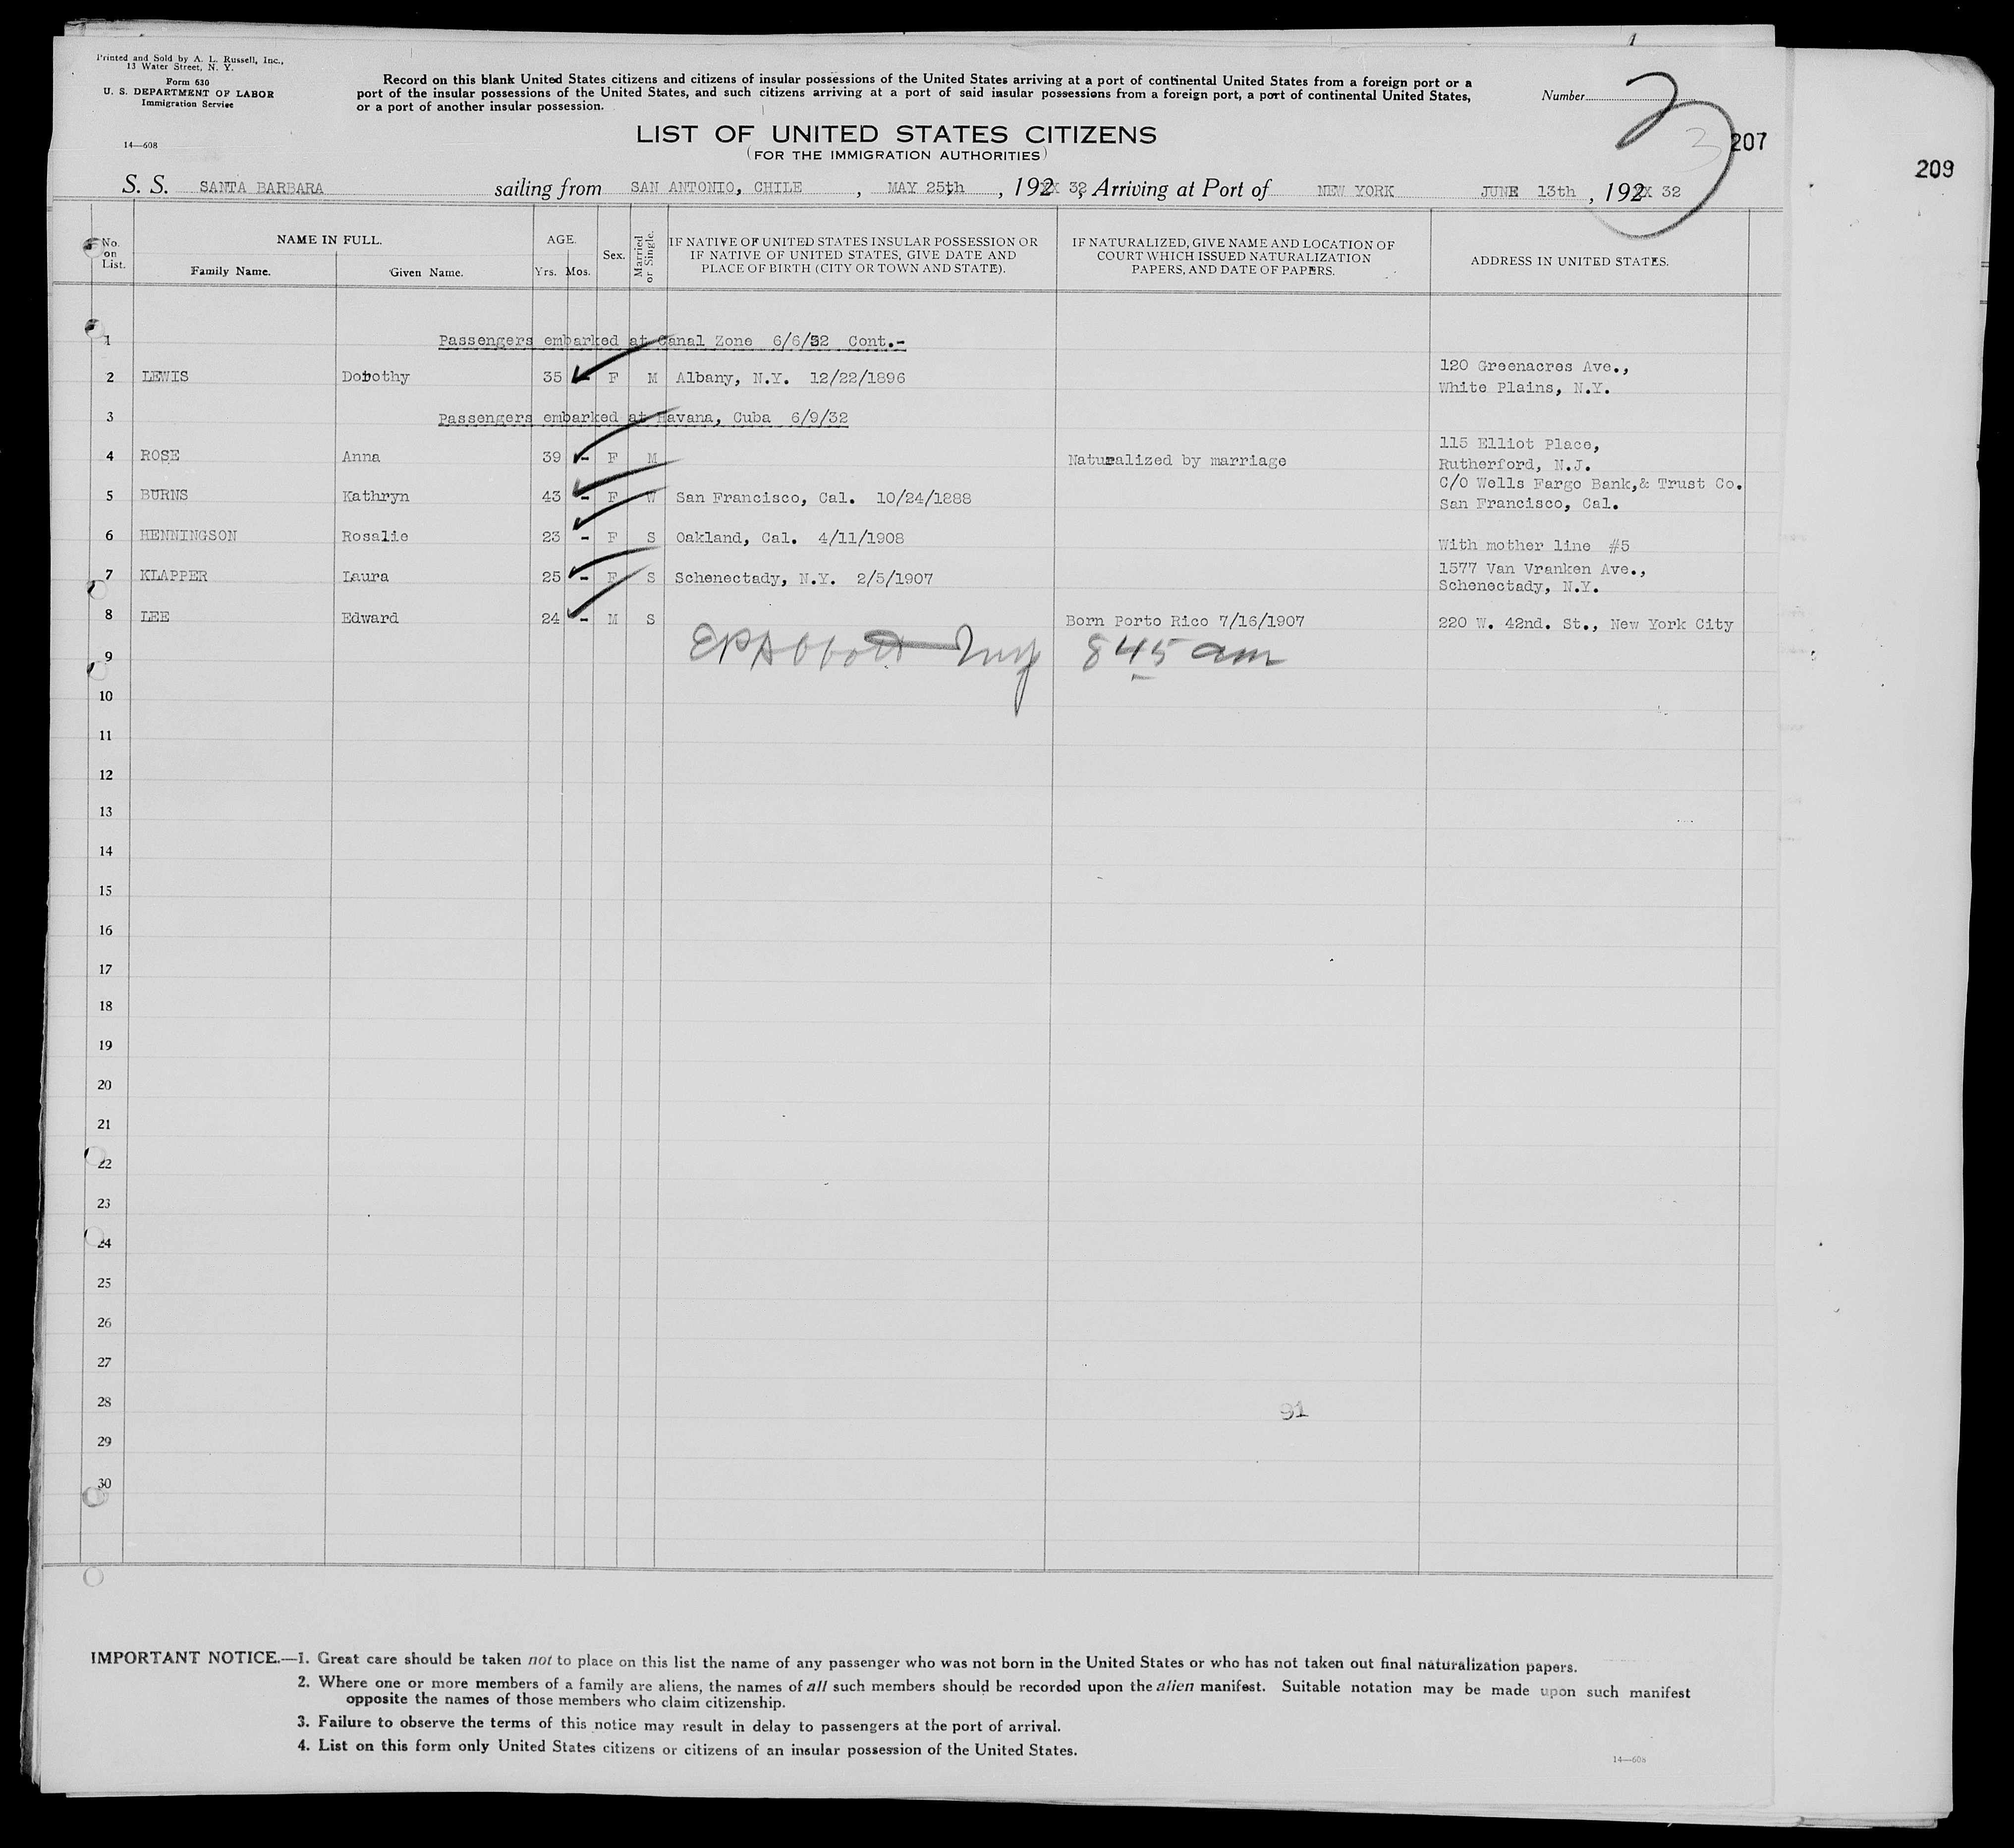 Printed and Sold by A. L. Russell, Inc.,
13 Water Street, N. Y.
Form 630
U. S. DEPARTMENT OF LABOR
Immigration Service
14—608
Record on this blank United States citizens and citizens of insular possessions of the United States arriving at a port of continental United States from a foreign port or a
port of the insular possessions of the United States, and such citizens arriving at a port of said insular possessions from a foreign port, a port of continental United States,
or a port of another insular possession.
Number
2
3
207
209
LIST OF UNITED STATES CITIZENS
(FOR THE IMMIGRATION AUTHORITIES)
S. S. SANTA BARBARA sailing from SAN ANTONIO, CHILE, MAY 25th, 192XX 32, Arriving at Port of NEW YORK JUNE 13th, 192XX 32
No. on List. NAME IN FULL. AGE. Sex. Married or Single.
Family Name. Given Name. Yrs. Mos.
IF NATIVE OF UNITED STATES INSULAR POSSESSION OR
IF NATIVE OF UNITED STATES, GIVE DATE AND
PLACE OF BIRTH (CITY OR TOWN AND STATE).
IF NATURALIZED, GIVE NAME AND LOCATION OF
COURT WHICH ISSUED NATURALIZATION
PAPERS, AND DATE OF PAPERS.
ADDRESS IN UNITED STATES.
1 Passengers embarked at Canal Zone 6/6/32 Cont.-
2 LEWIS Dorothy 35 - F M Albany, N.Y. 12/22/1896 120 Greenacres Ave.,
White Plains, N.Y.
3 Passengers embarked at Havana, Cuba 6/9/32
4 ROSE Anna 39 - F M Naturalized by marriage 115 Elliot Place,
Rutherford, N.J.
5 BURNS Kathryn 43 - F W San Francisco, Cal. 10/24/1888 C/O Wells Fargo Bank,& Trust Co.
San Francisco, Cal.
6 HENNINGSON Rosalie 23 - F S Oakland, Cal. 4/11/1908 With mother line #5
7 KLAPPER Laura 25 - F S Schenectady, N.Y. 2/5/1907 1577 Van Vranken Ave.,
Schenectady, N.Y.
8 LEE Edward 24 - M S Born Porto Rico 7/16/1907 220 W. 42nd. St., New York City
9 845 am
10
11
12
13
14
15
16
17
18
19
20
21
22
23
24
25
26
27
28 91
29
30
IMPORTANT NOTICE.—1. Great care should be taken not to place on this list the name of any passenger who was not born in the United States or who has not taken out final naturalization papers.
2. Where one or more members of a family are aliens, the names of all such members should be recorded upon the alien manifest. Suitable notation may be made upon such manifest
opposite the names of those members who claim citizenship.
3. Failure to observe the terms of this notice may result in delay to passengers at the port of arrival.
4. List on this form only United States citizens or citizens of an insular possession of the United States.
14—608